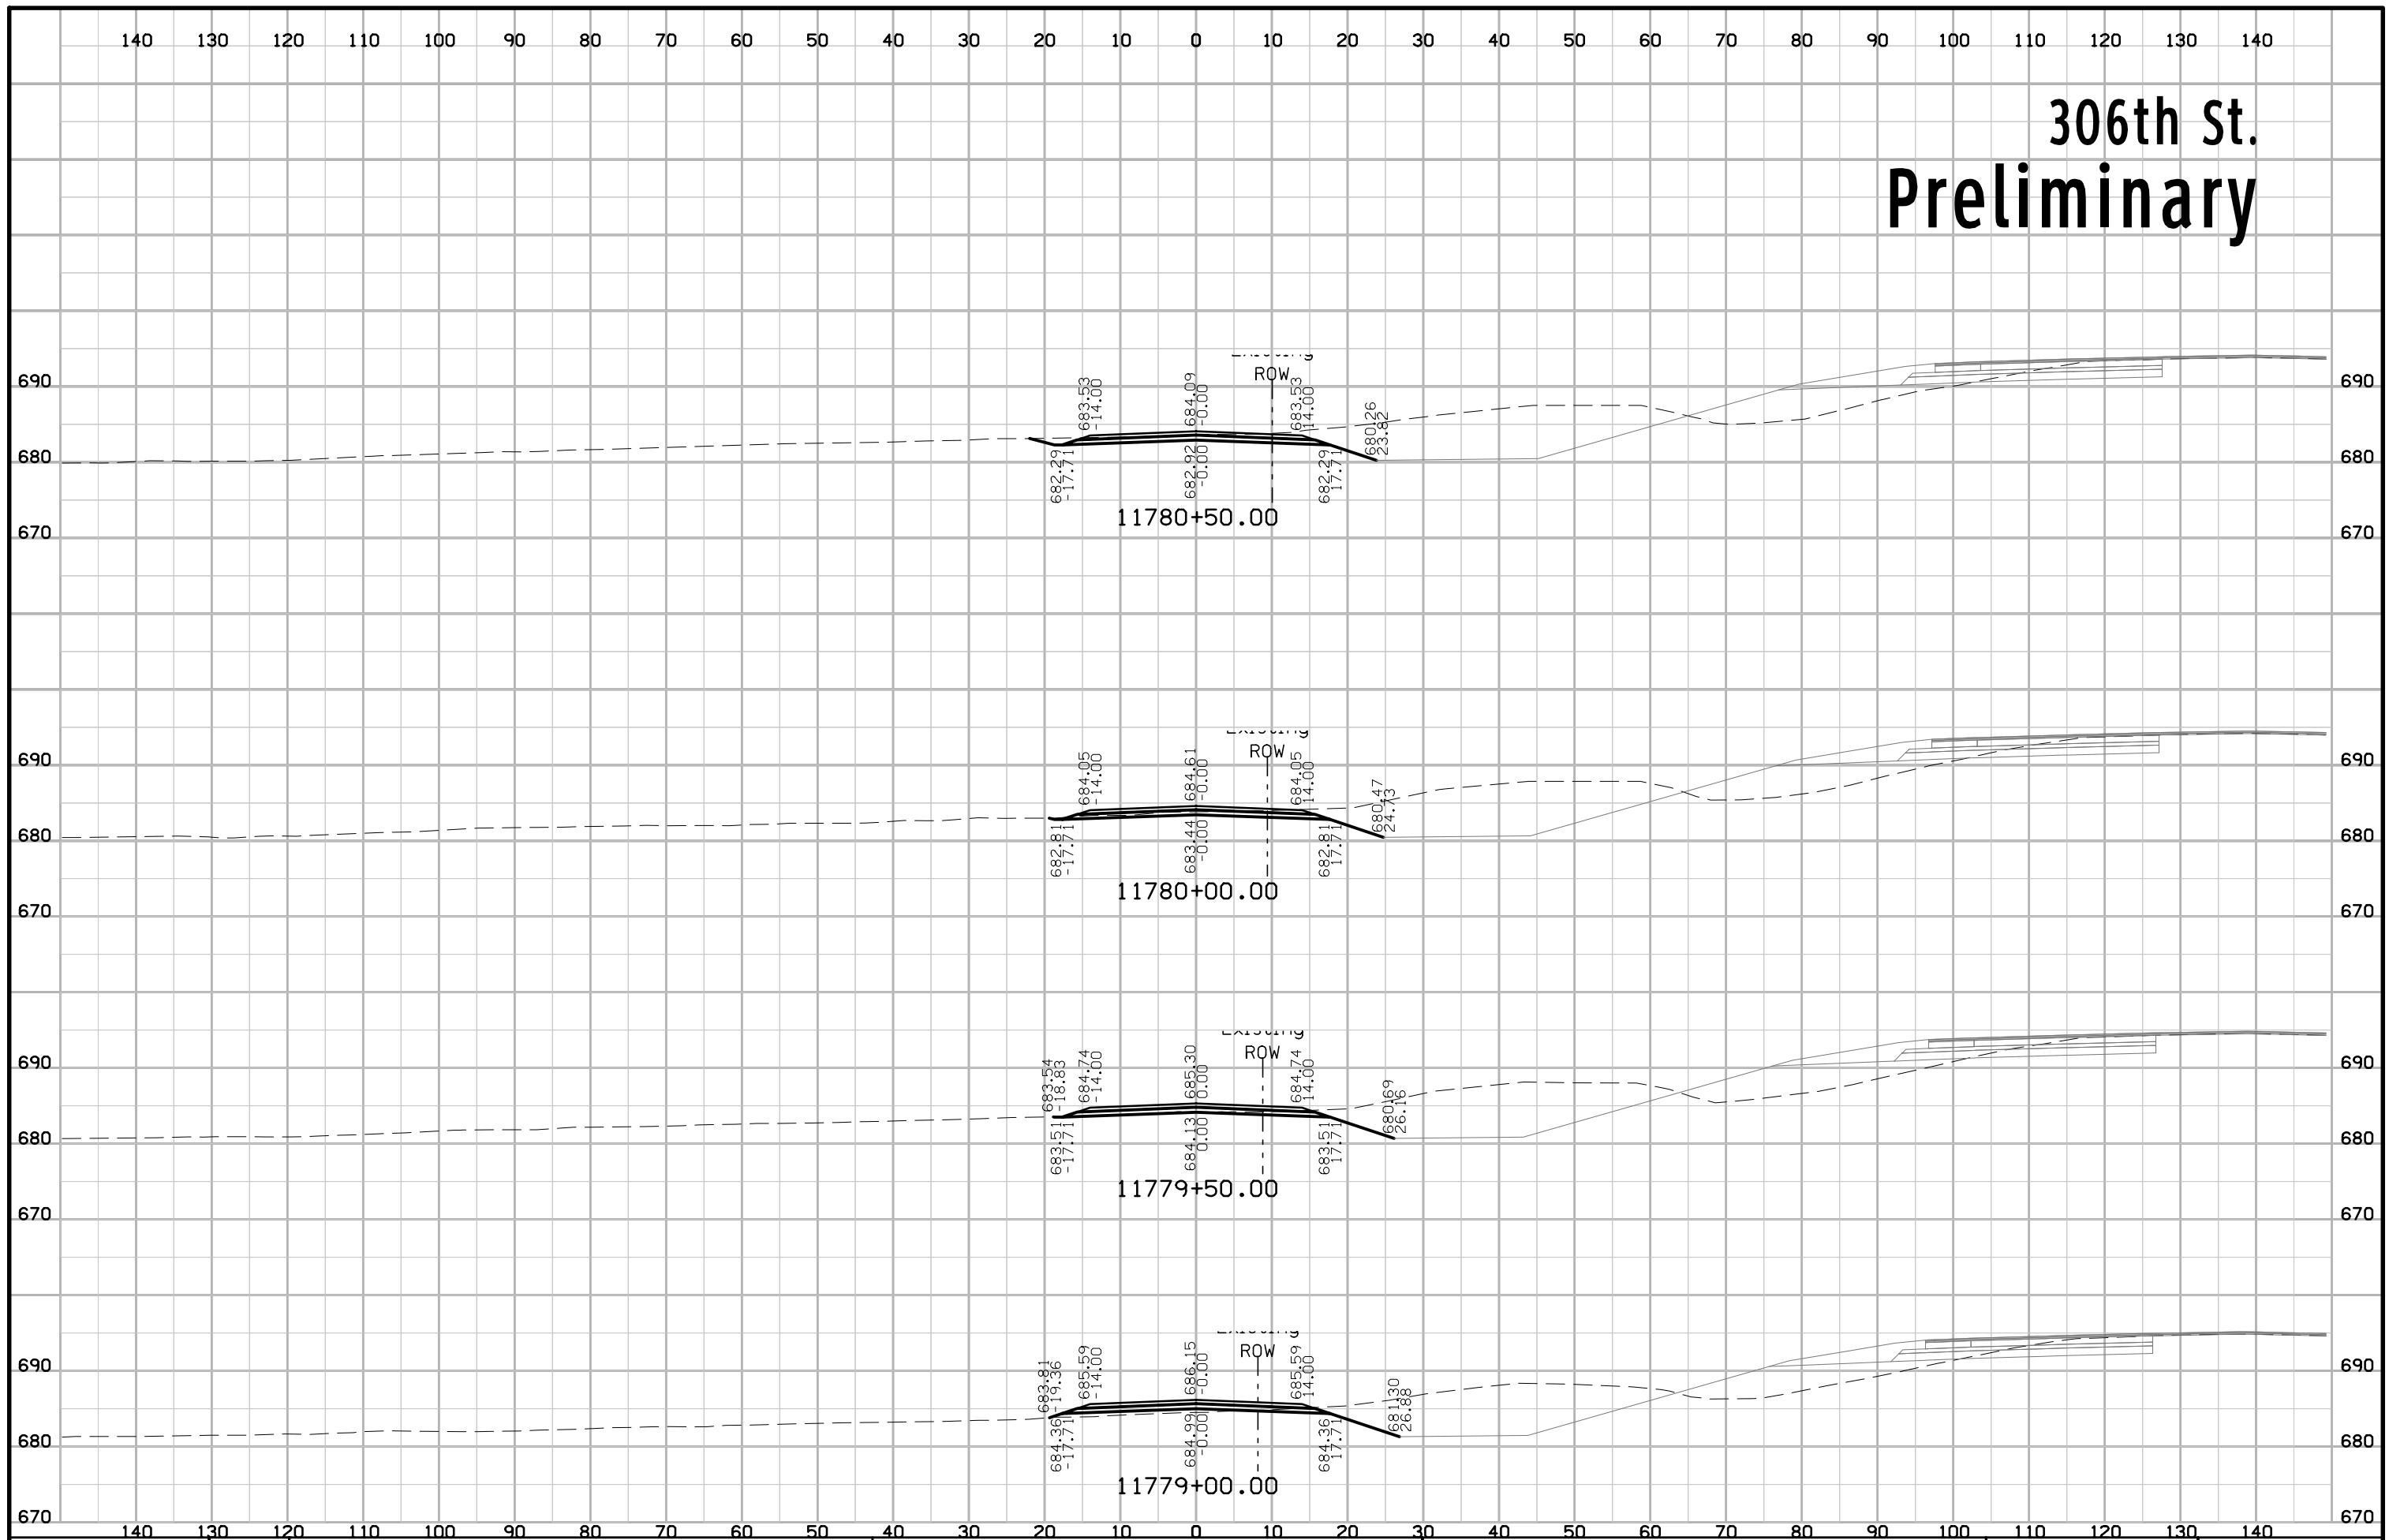 140 130 120 110 100 90 80 70 60 50 40 30 20 10 0 10 20 30 40 50 60 70 80 90 100 110 120 130 140
306th St.
Preliminary
Existing
ROW
690 683.53 -14.00 684.09 -0.00 683.53 14.00 680.26 23.82 690
680 680
682.29 -17.71 682.92 -0.00 682.29 17.71
11780+50.00
670 670
Existing
ROW
690 684.05 -14.00 684.61 -0.00 684.05 14.00 680.47 24.73 690
680 680
682.81 -17.71 683.44 -0.00 682.81 17.71
11780+00.00
670 670
Existing
ROW
690 683.54 -18.83 684.74 -14.00 685.30 0.00 684.74 14.00 680.69 26.16 690
680 680
683.51 -17.71 684.13 0.00 683.51 17.71
11779+50.00
670 670
Existing
ROW
690 683.81 -19.36 685.59 -14.00 686.15 -0.00 685.59 14.00 681.30 26.88 690
680 680
684.36 -17.71 684.99 -0.00 684.36 17.71
11779+00.00
670 670
140 130 120 110 100 90 80 70 60 50 40 30 20 10 0 10 20 30 40 50 60 70 80 90 100 110 120 130 140